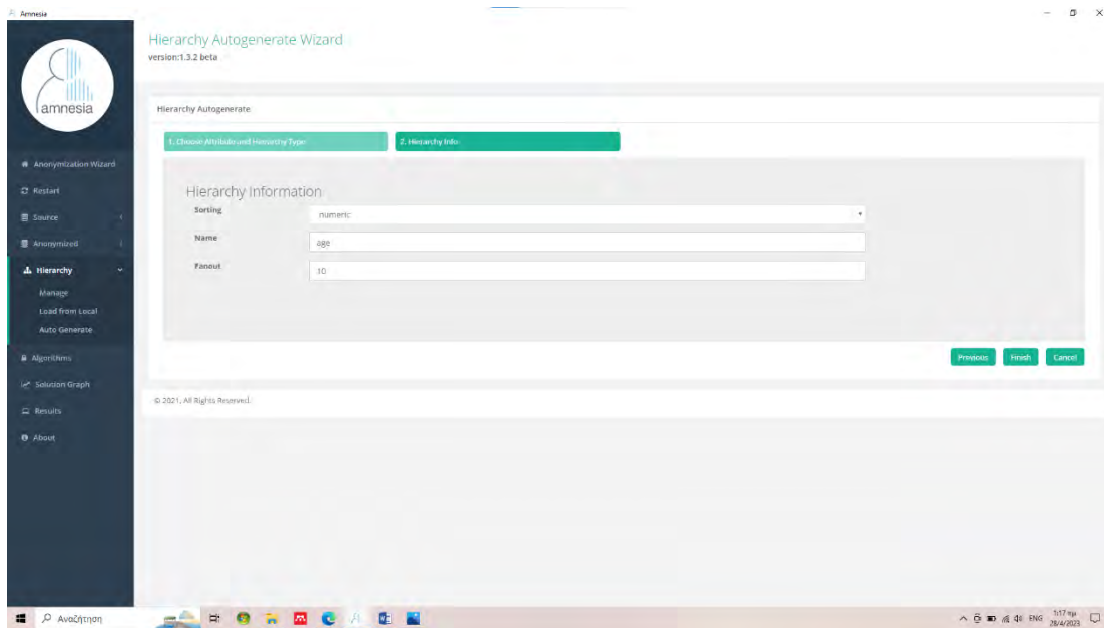 Amnesia
amnesia
Anonymization Wizard
Restart
Source
Anonymized
Hierarchy
Manage
Load from Local
Auto Generate
Algorithms
Solution Graph
Results
About
Hierarchy Autogenerate Wizard
version:1.3.2 beta
Hierarchy Autogenerate
1. Choose Attribute and Hierarchy Type
2. Hierarchy Info
Hierarchy Information
Sorting
numeric
Name
age
Fanout
10
Previous
Finish
Cancel
© 2021, All Rights Reserved.
Αναζήτηση
ENG
1:17 πμ
28/4/2023